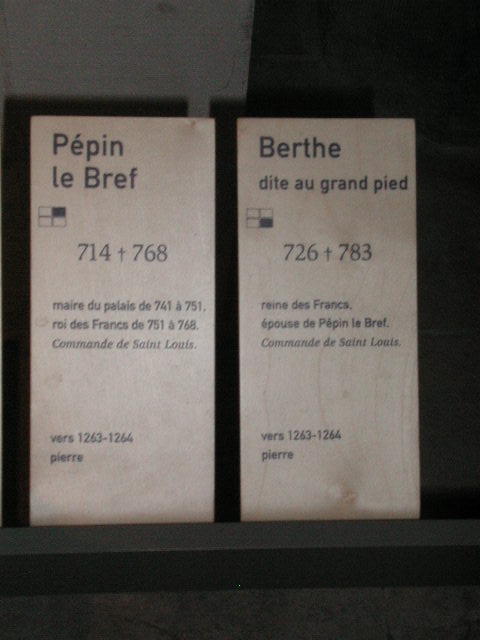 Pépin
le Bref
714 † 768
maire du palais de 741 à 751,
roi des Francs de 751 à 768.
Commande de Saint Louis.
vers 1263-1264
pierre
Berthe
dite au grand pied
726 † 783
reine des Francs,
épouse de Pépin le Bref.
Commande de Saint Louis.
vers 1263-1264
pierre